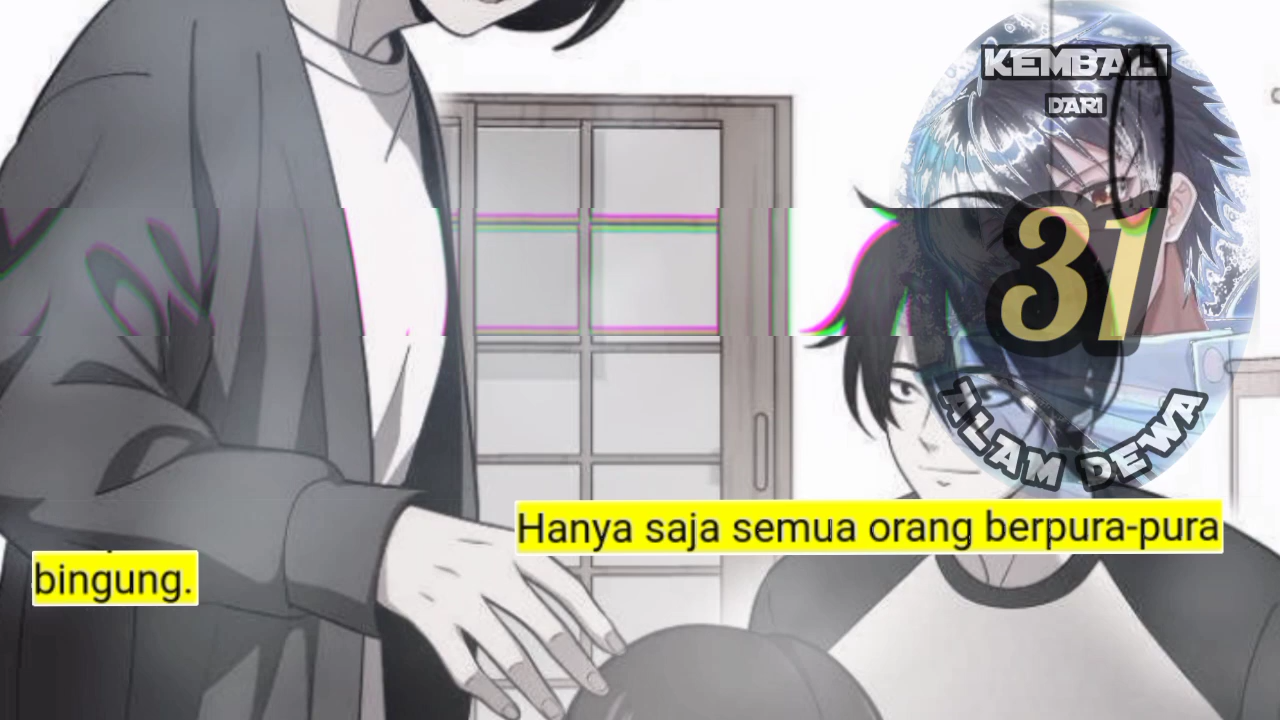 KEMBALI
DARI
31
ALAM DEWA
Hanya saja semua orang berpura-pura
bingung.